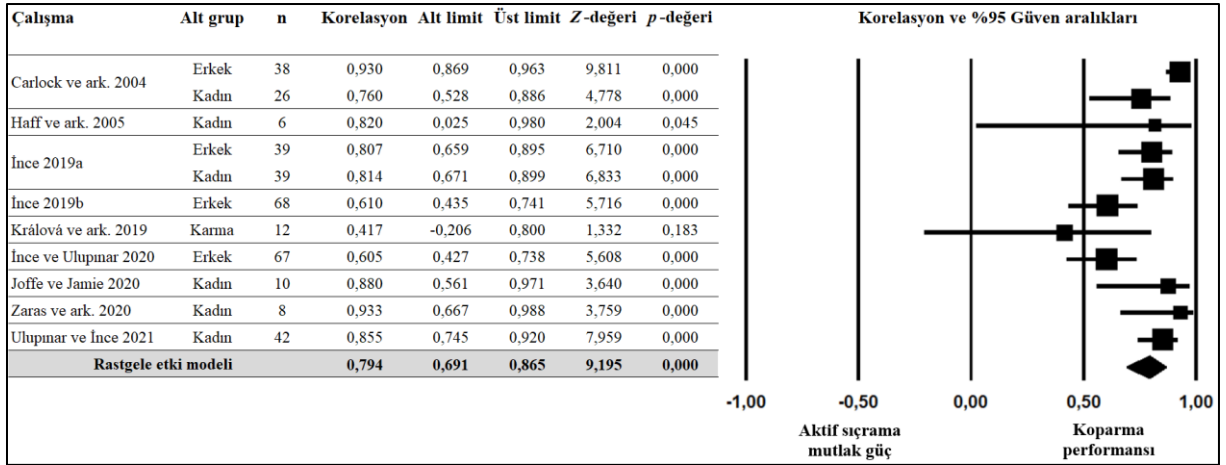 Çalışma Alt grup n Korelasyon Alt limit Üst limit Z-değeri p-değeri Korelasyon ve %95 Güven aralıkları
Carlock ve ark. 2004 Erkek 38 0,930 0,869 0,963 9,811 0,000
Kadın 26 0,760 0,528 0,886 4,778 0,000
Haff ve ark. 2005 Kadın 6 0,820 0,025 0,980 2,004 0,045
İnce 2019a Erkek 39 0,807 0,659 0,895 6,710 0,000
Kadın 39 0,814 0,671 0,899 6,833 0,000
İnce 2019b Erkek 68 0,610 0,435 0,741 5,716 0,000
Králová ve ark. 2019 Karma 12 0,417 -0,206 0,800 1,332 0,183
İnce ve Ulupınar 2020 Erkek 67 0,605 0,427 0,738 5,608 0,000
Joffe ve Jamie 2020 Kadın 10 0,880 0,561 0,971 3,640 0,000
Zaras ve ark. 2020 Kadın 8 0,933 0,667 0,988 3,759 0,000
Ulupınar ve İnce 2021 Kadın 42 0,855 0,745 0,920 7,959 0,000
Rastgele etki modeli 0,794 0,691 0,865 9,195 0,000
-1,00 -0,50 0,00 0,50 1,00
Aktif sıçrama Koparma
mutlak güç performansı